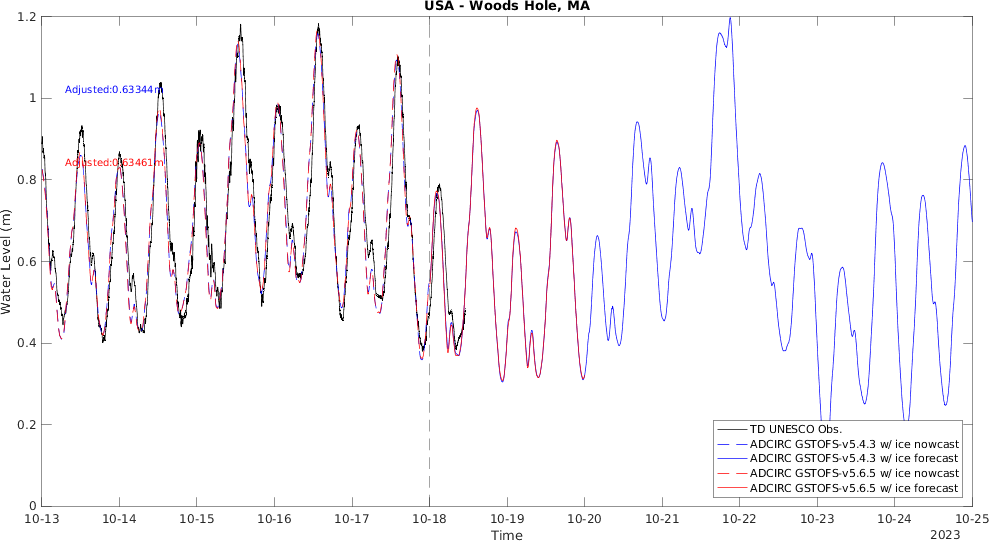 USA - Woods Hole, MA
1.2
1
0.8
0.6
0.4
0.2
0
Water Level (m)
Adjusted:0.63344m
Adjusted:0.63461m
TD UNESCO Obs.
ADCIRC GSTOFS-v5.4.3 w/ ice nowcast
ADCIRC GSTOFS-v5.4.3 w/ ice forecast
ADCIRC GSTOFS-v5.6.5 w/ ice nowcast
ADCIRC GSTOFS-v5.6.5 w/ ice forecast
10-13 10-14 10-15 10-16 10-17 10-18 10-19 10-20 10-21 10-22 10-23 10-24 10-25
Time
2023